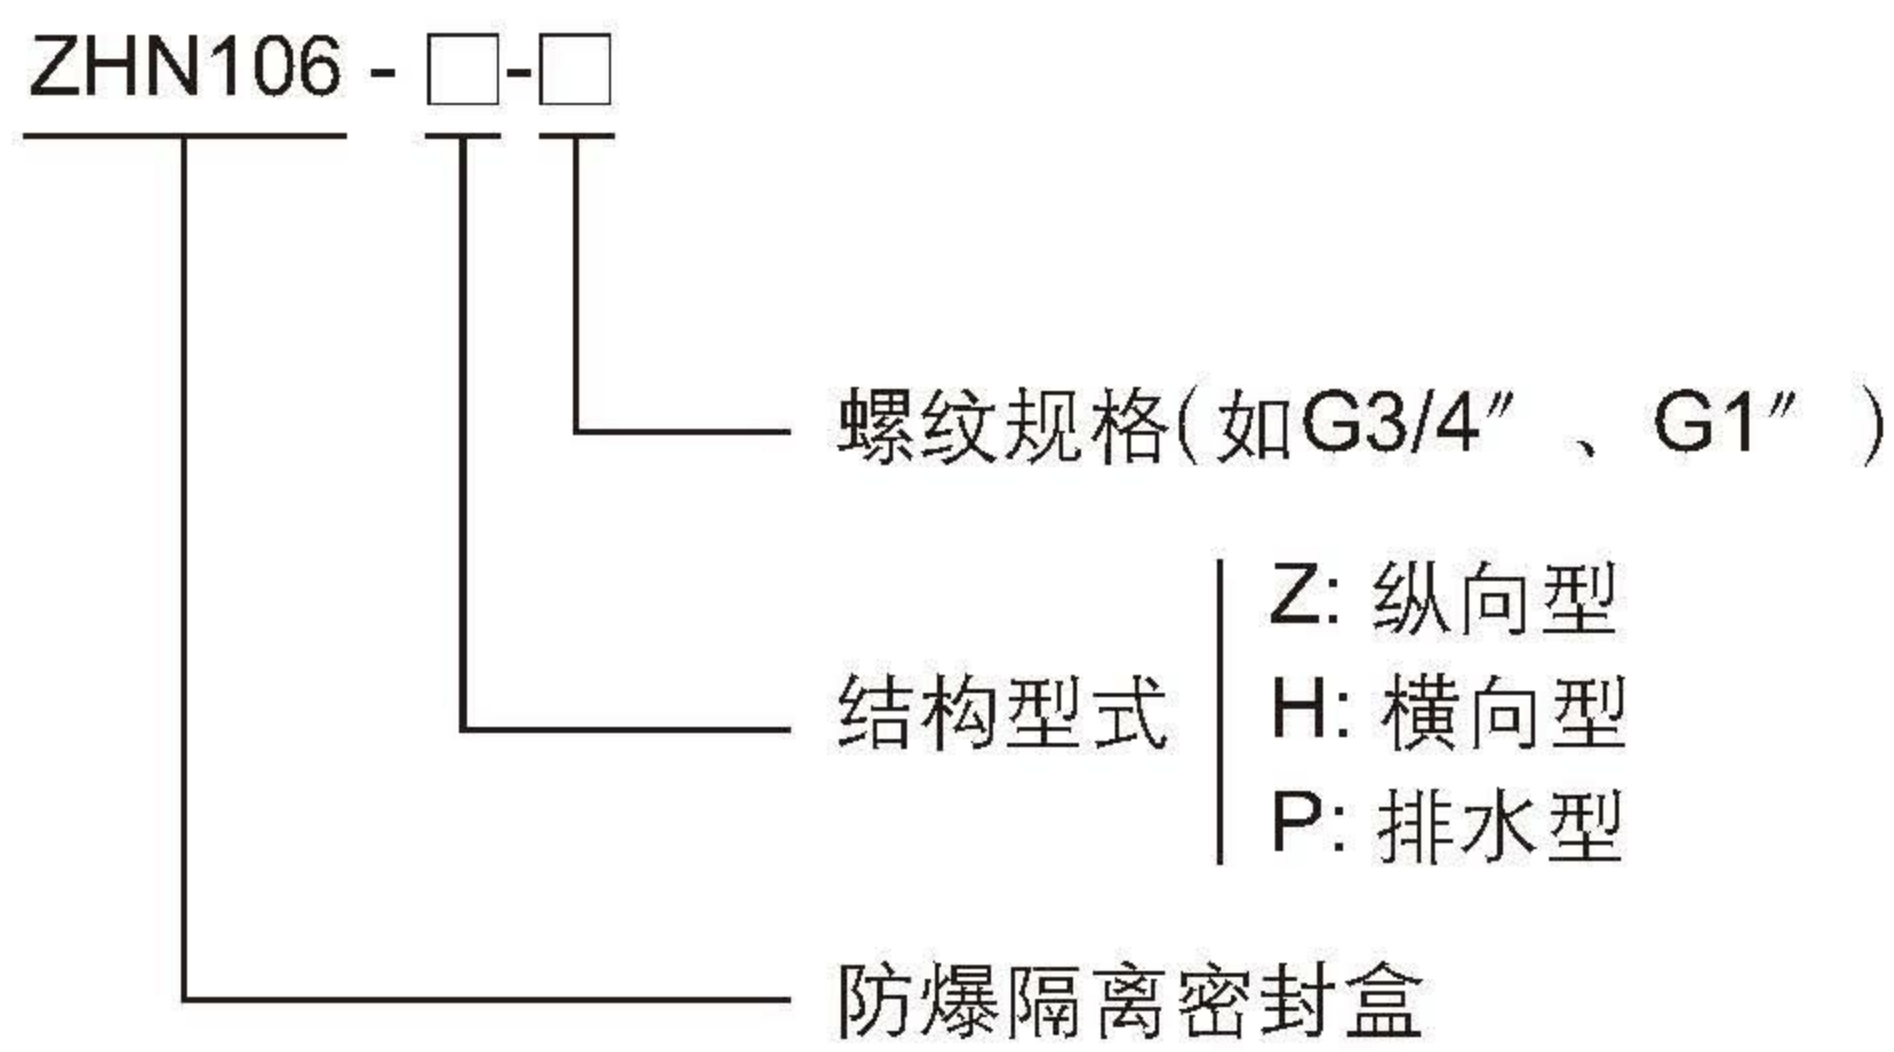 ZHN106 - □-□
螺纹规格(如G3/4″ 、G1″ )
Z: 纵向型
结构型式
H: 横向型
P: 排水型
防爆隔离密封盒